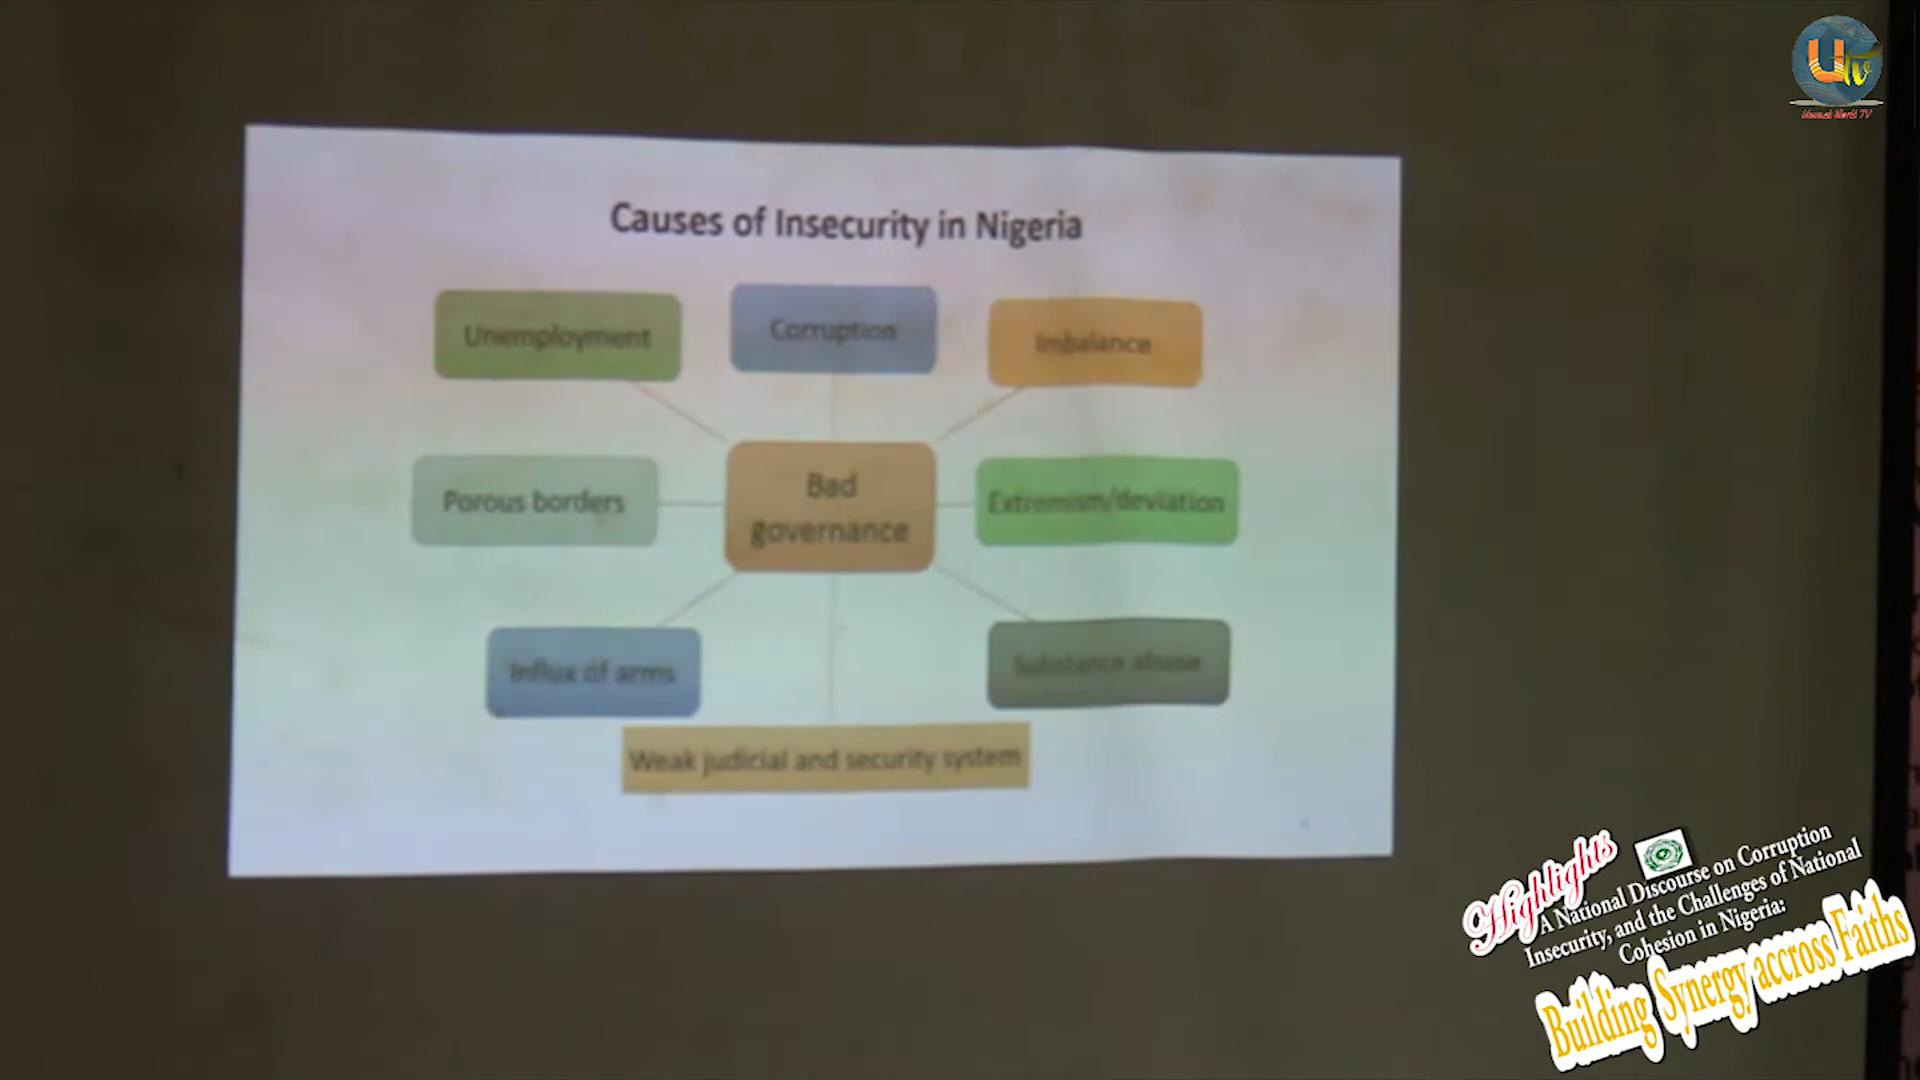 UTV
Causes of Insecurity in Nigeria
Unemployment
Corruption
Imbalance
Porous borders
Bad
governance
Extremism/deviation
Influx of arms
Substance abuse
Weak judicial and security system
Highlights
A National Discourse on Corruption
Insecurity, and the Challenges of National
Cohesion in Nigeria:
Building Synergy accross Faiths